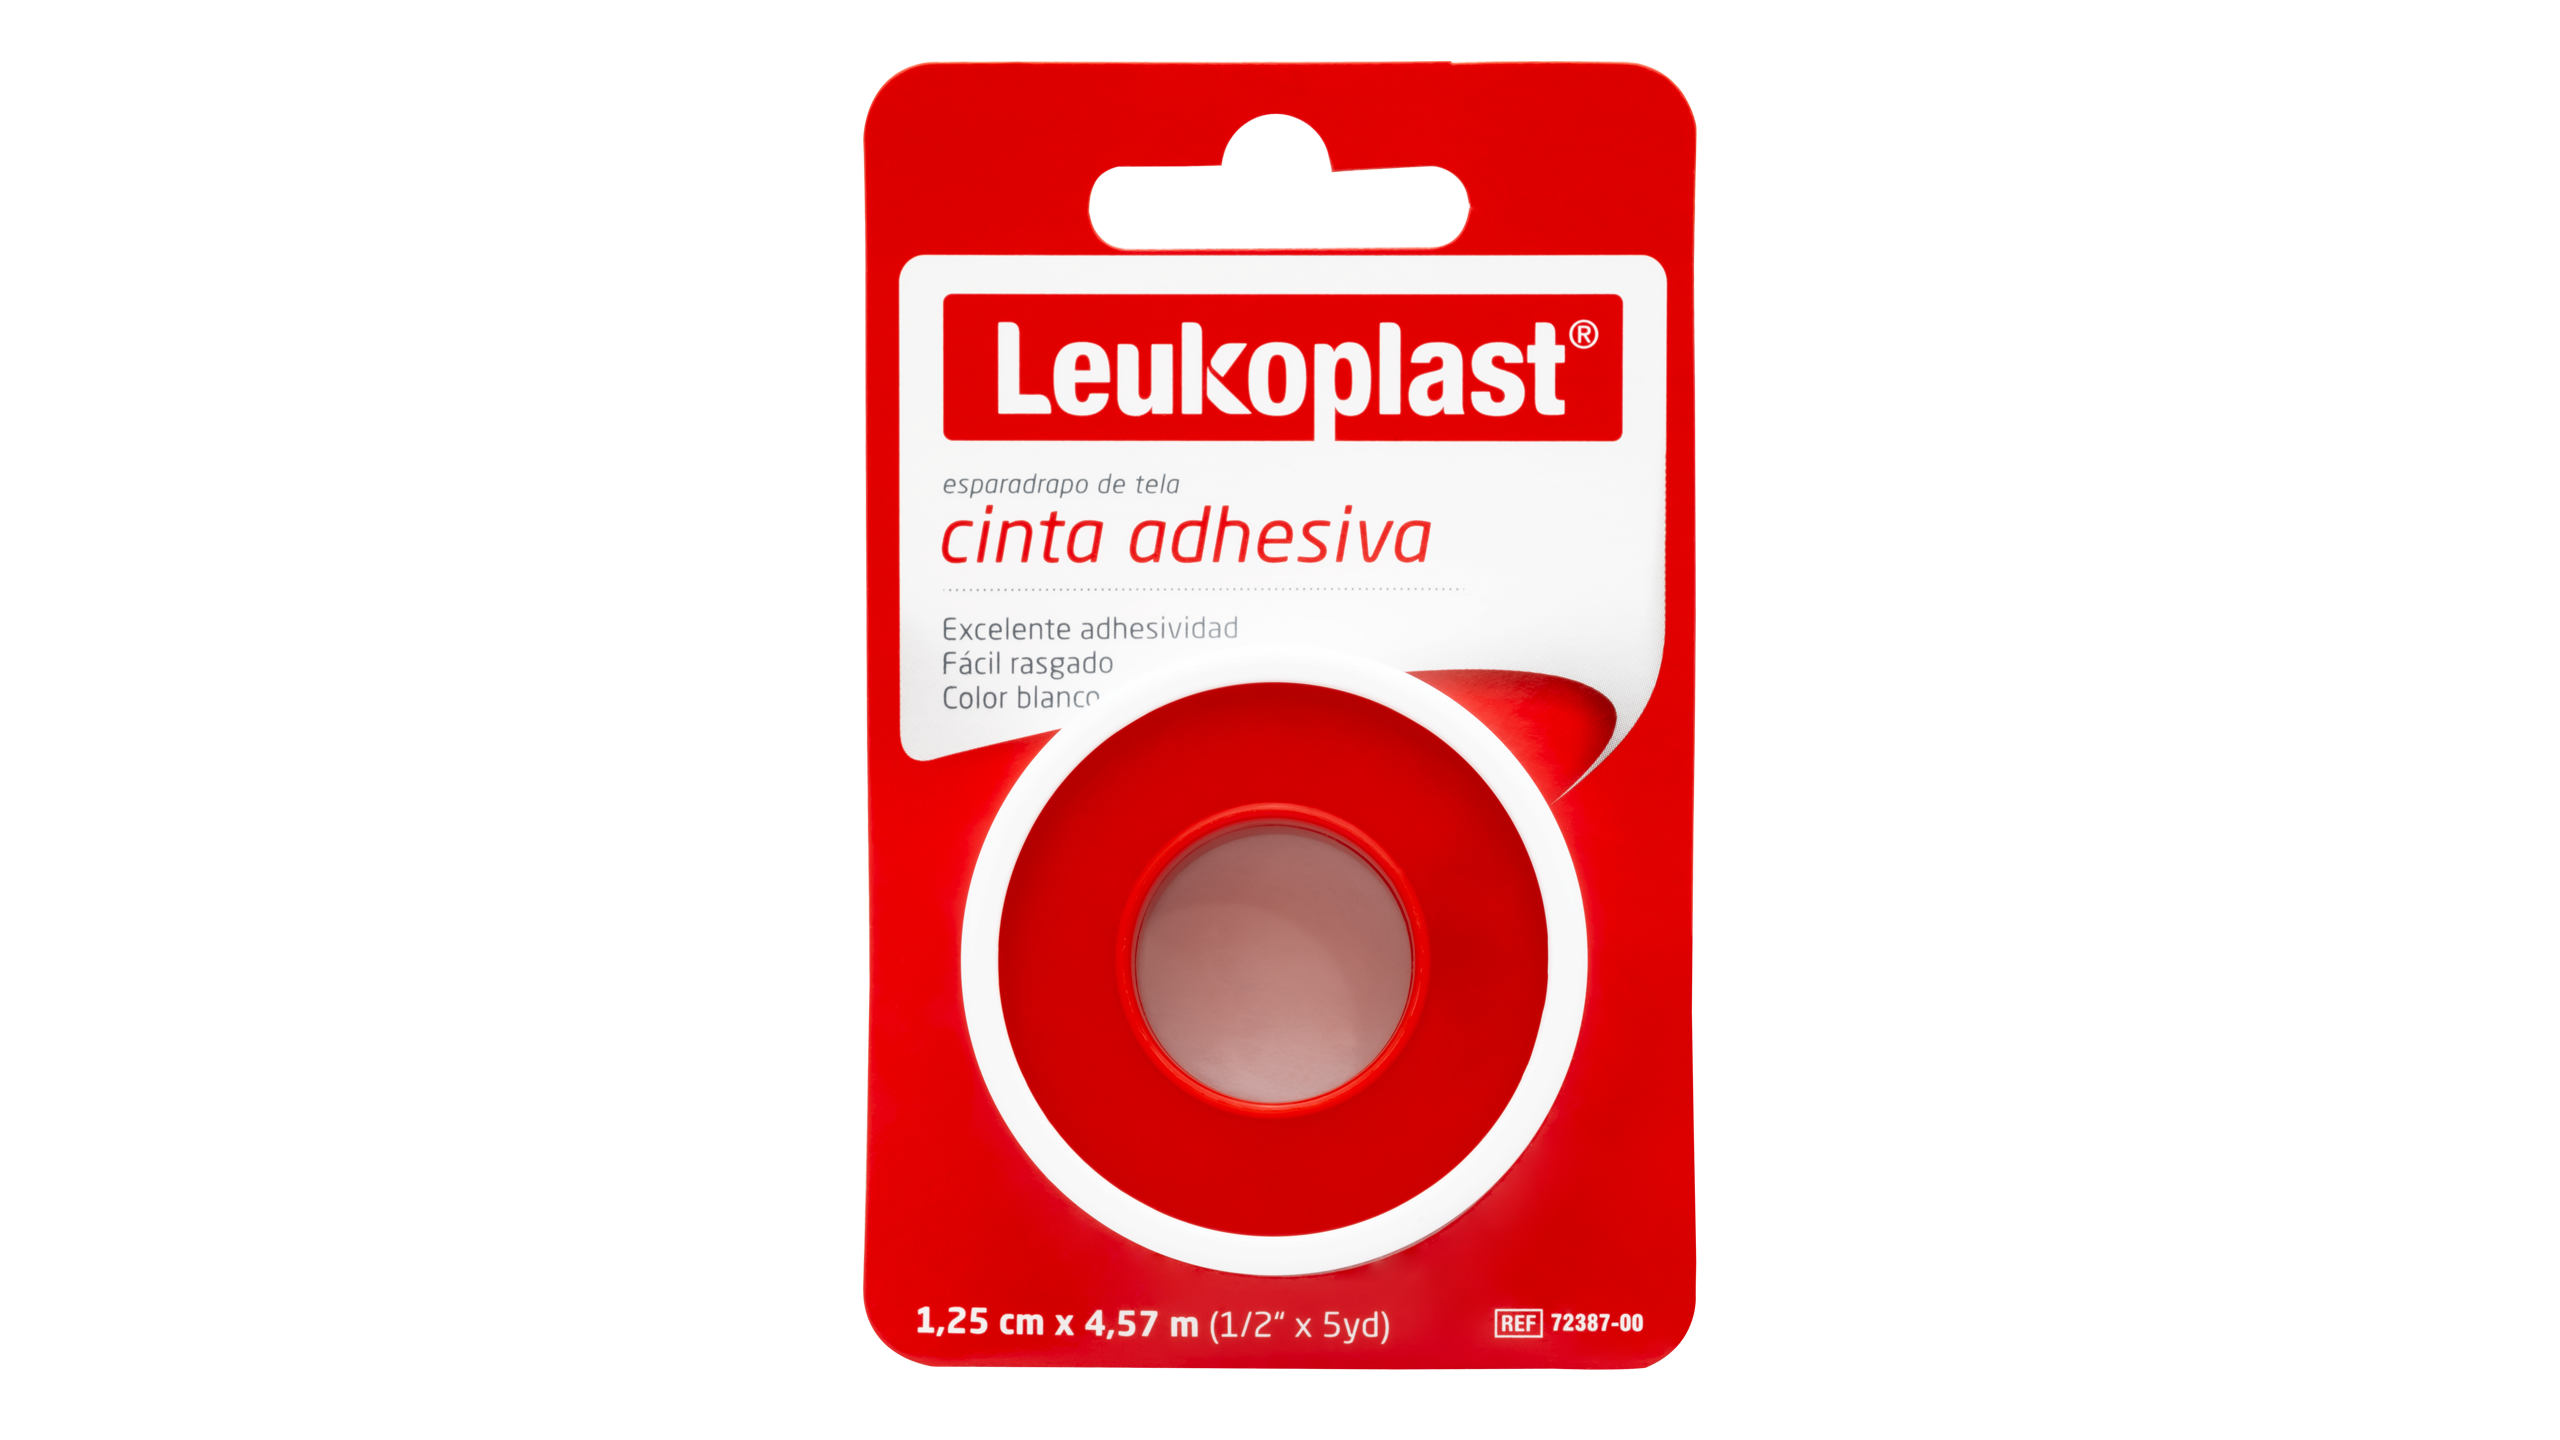 Leukoplast®
esparadrapo de tela
cinta adhesiva
Excelente adhesividad
Fácil rasgado
Color blanco
1,25 cm x 4,57 m (1/2“ x 5yd)
REF 72387-00